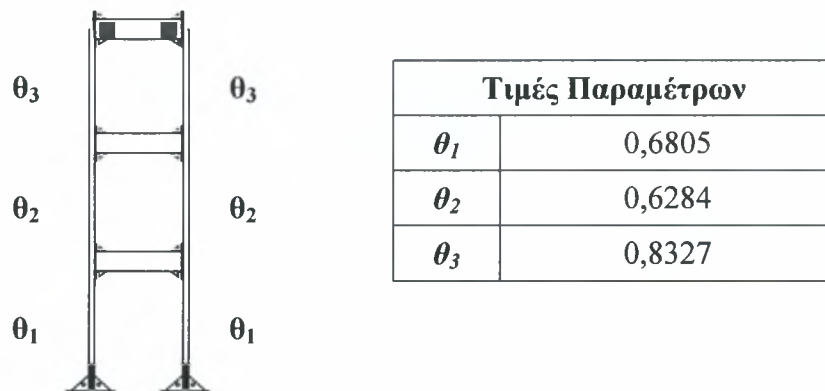 θ3 θ3
θ2 θ2
θ1 θ1
Τιμές Παραμέτρων
θ1 0,6805
θ2 0,6284
θ3 0,8327